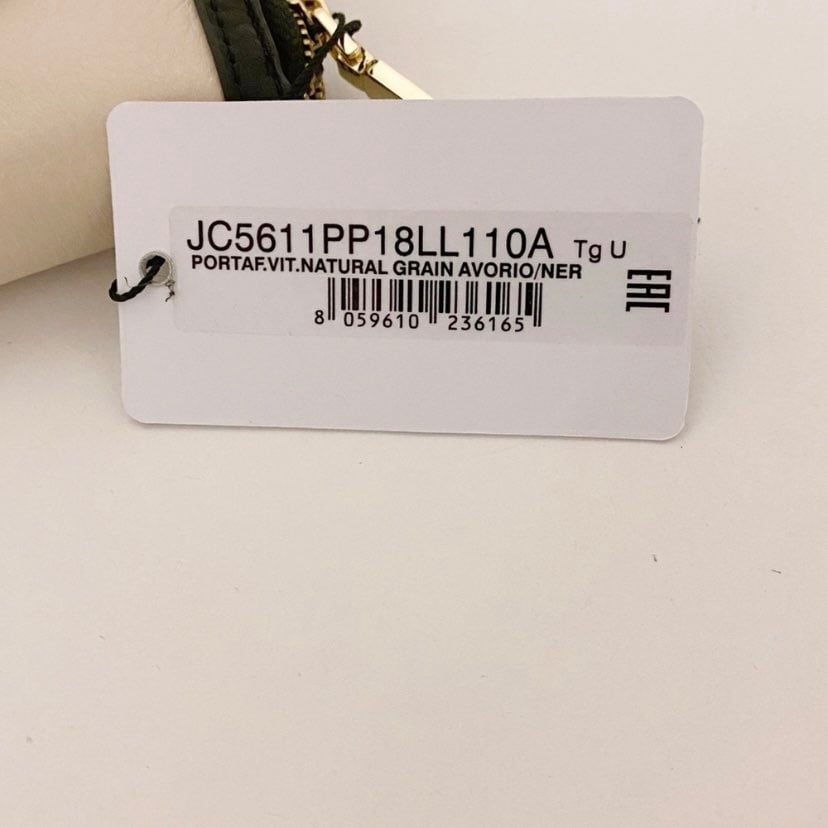 JC5611PP18LL110A Tg U
PORTAF.VIT.NATURAL GRAIN AVORIO/NER
EAC
8 059610 236165